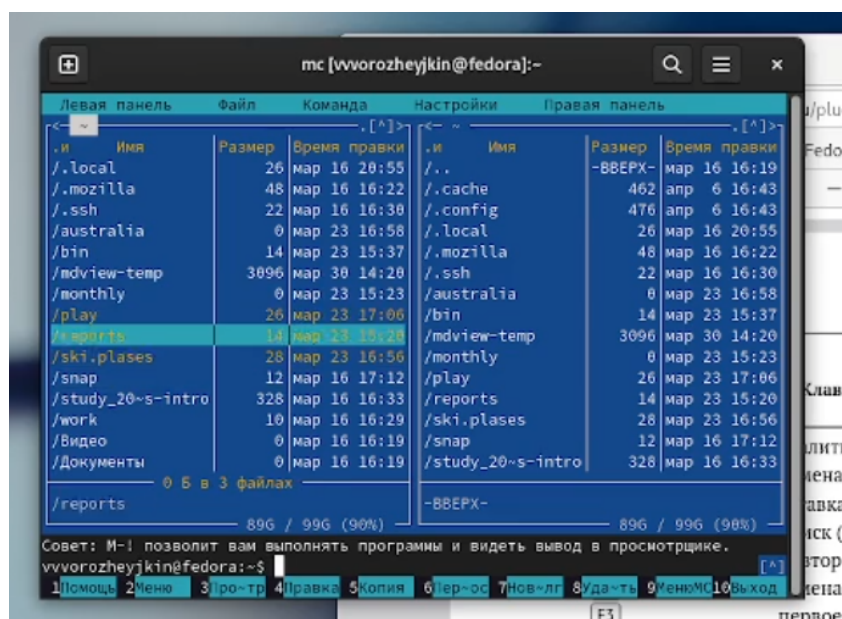 mc [vvvorozheyjkin@fedora]:~
Левая панель Файл Команда Настройки Правая панель
<- ~ .[^]> <- ~ .[^]>
.и Имя Размер Время правки .и Имя Размер Время правки
/.local 26 мар 16 20:55 /.. -ВВЕРХ- мар 16 16:19
/.mozilla 48 мар 16 16:22 /.cache 462 апр 6 16:43
/.ssh 22 мар 16 16:30 /.config 476 апр 6 16:43
/australia 0 мар 23 16:58 /.local 26 мар 16 20:55
/bin 14 мар 23 15:37 /.mozilla 48 мар 16 16:22
/mdview-temp 3096 мар 30 14:20 /.ssh 22 мар 16 16:30
/monthly 0 мар 23 15:23 /australia 0 мар 23 16:58
/play 26 мар 23 17:06 /bin 14 мар 23 15:37
/reports 14 мар 23 15:20 /mdview-temp 3096 мар 30 14:20
/ski.plases 28 мар 23 16:56 /monthly 0 мар 23 15:23
/snap 12 мар 16 17:12 /play 26 мар 23 17:06
/study_20~s-intro 328 мар 16 16:33 /reports 14 мар 23 15:20
/work 10 мар 16 16:29 /ski.plases 28 мар 23 16:56
/Видео 0 мар 16 16:19 /snap 12 мар 16 17:12
/Документы 0 мар 16 16:19 /study_20~s-intro 328 мар 16 16:33
0 Б в 3 файлах
/reports -ВВЕРХ-
89G / 99G (90%) 89G / 99G (90%)
Совет: M-! позволит вам выполнять программы и видеть вывод в просмотрщике.
vvvorozheyjkin@fedora:~$ [^]
1Помощь 2Меню 3Про~тр 4Правка 5Копия 6Пер~ос 7Нов~лг 8Уда~ть 9МенюMC 10Выход
F3
первое